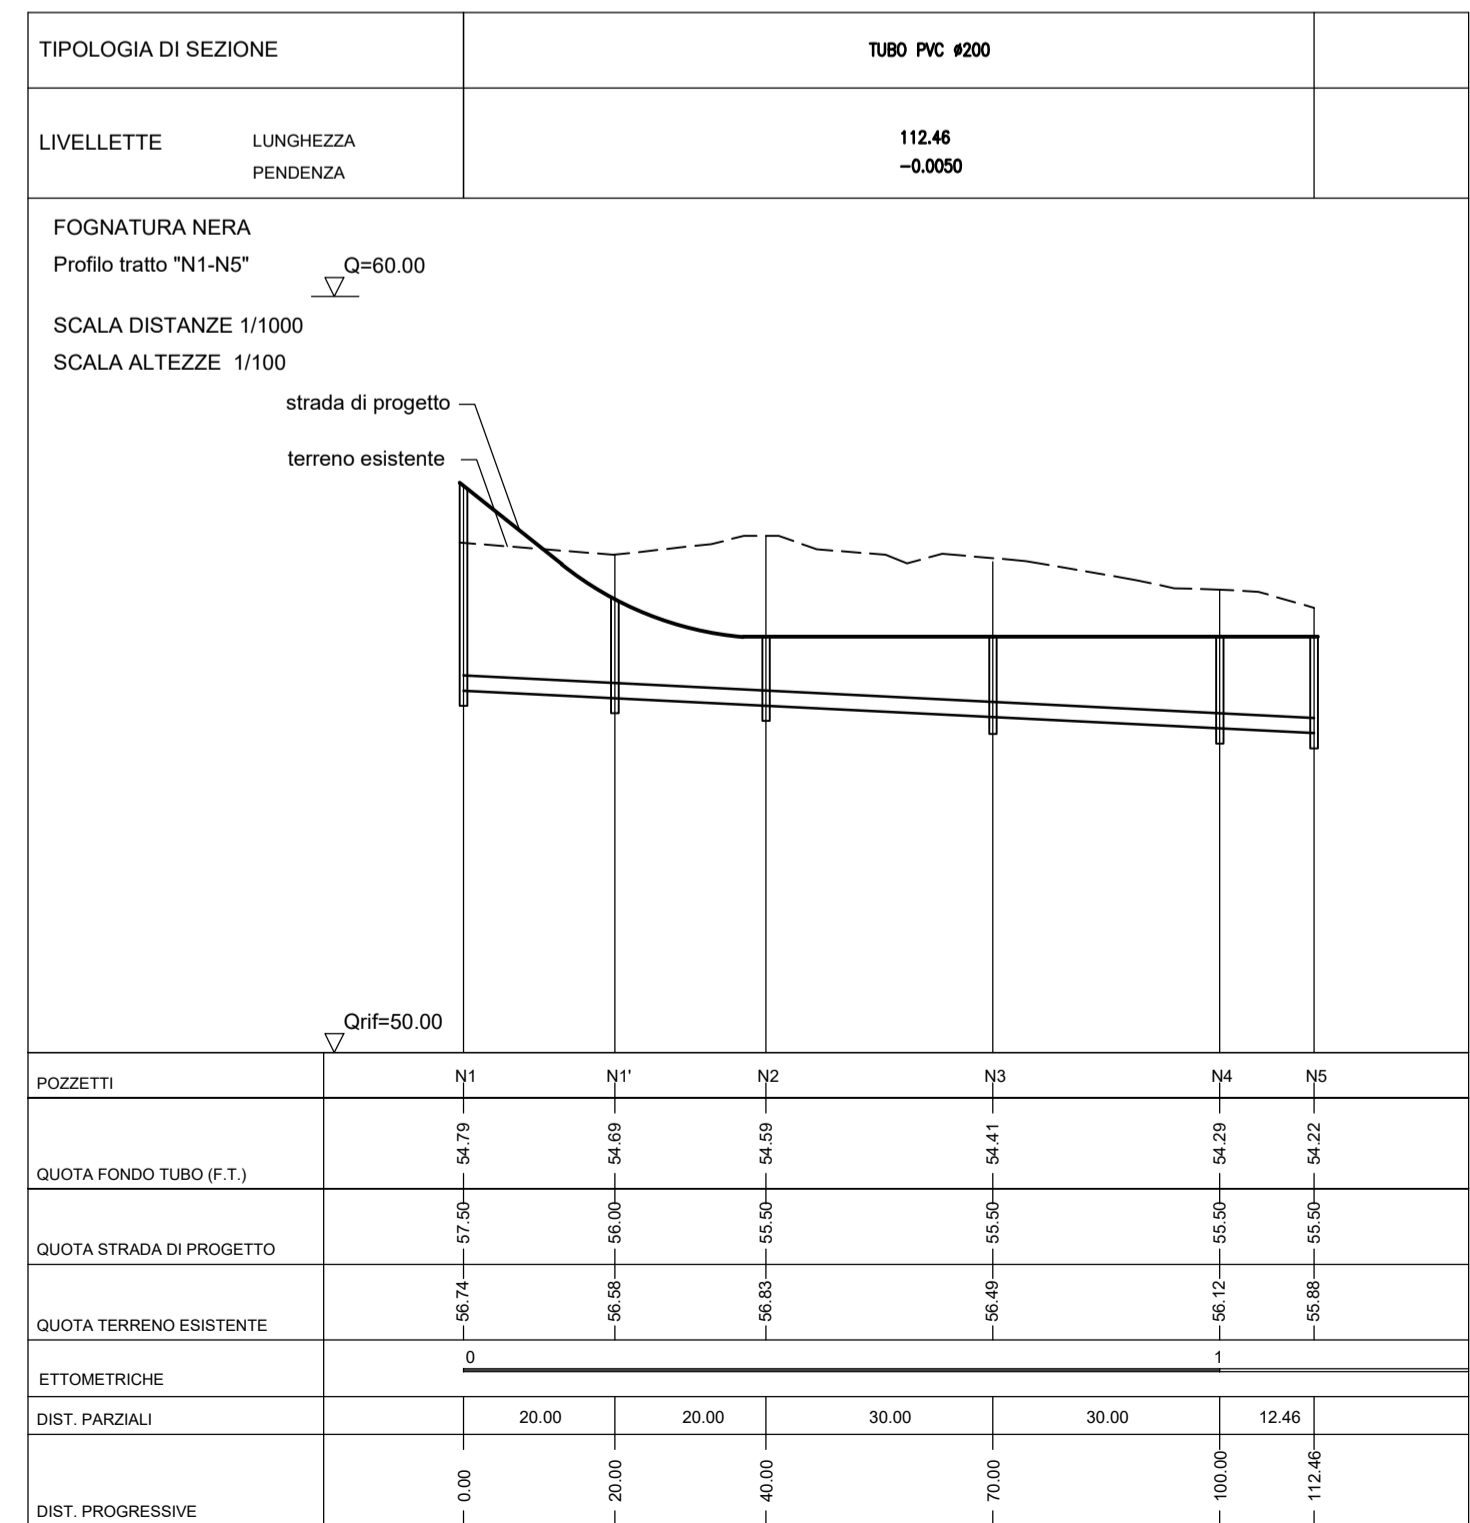 TIPOLOGIA DI SEZIONE
TUBO PVC ø200
LIVELLETTE
LUNGHEZZA
112.46
PENDENZA
-0.0050
FOGNATURA NERA
Profilo tratto "N1-N5"
Q=60.00
SCALA DISTANZE 1/1000
SCALA ALTEZZE 1/100
strada di progetto
terreno esistente
Qrif=50.00
POZZETTI
N1 N1' N2 N3 N4 N5
QUOTA FONDO TUBO (F.T.)
54.79 54.69 54.59 54.41 54.29 54.22
QUOTA STRADA DI PROGETTO
57.50 56.00 55.50 55.50 55.50 55.50
QUOTA TERRENO ESISTENTE
56.74 56.58 56.83 56.49 56.12 55.88
ETTOMETRICHE
0 1
DIST. PARZIALI
20.00 20.00 30.00 30.00 12.46
DIST. PROGRESSIVE
0.00 20.00 40.00 70.00 100.00 112.46